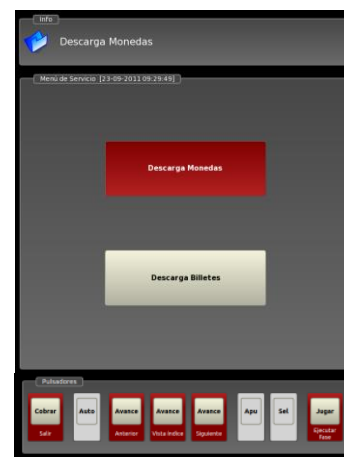 Info
Descarga Monedas
Menú de Servicio [23-09-2011 09:29:49]
Descarga Monedas
Descarga Billetes
Pulsadores
Cobrar Auto Avance Avance Avance Apu Sel Jugar
Salir Anterior Vista Indice Siguiente Ejecutar
Fase